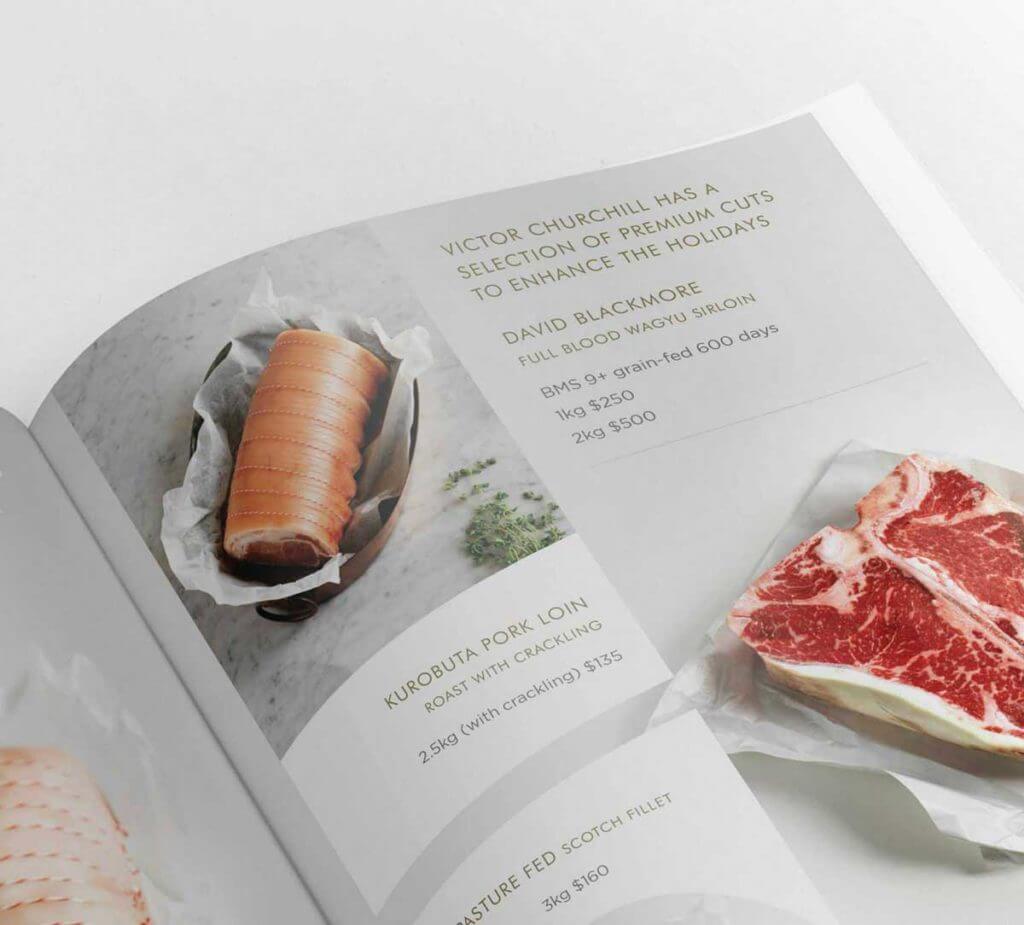 VICTOR CHURCHILL HAS A
SELECTION OF PREMIUM CUTS
TO ENHANCE THE HOLIDAYS
DAVID BLACKMORE
FULL BLOOD WAGYU SIRLOIN
BMS 9+ grain-fed 600 days
1kg $250
2kg $500
KUROBUTA PORK LOIN
ROAST WITH CRACKLING
2.5kg (with crackling) $135
FED SCOTCH FILLET
3kg $160